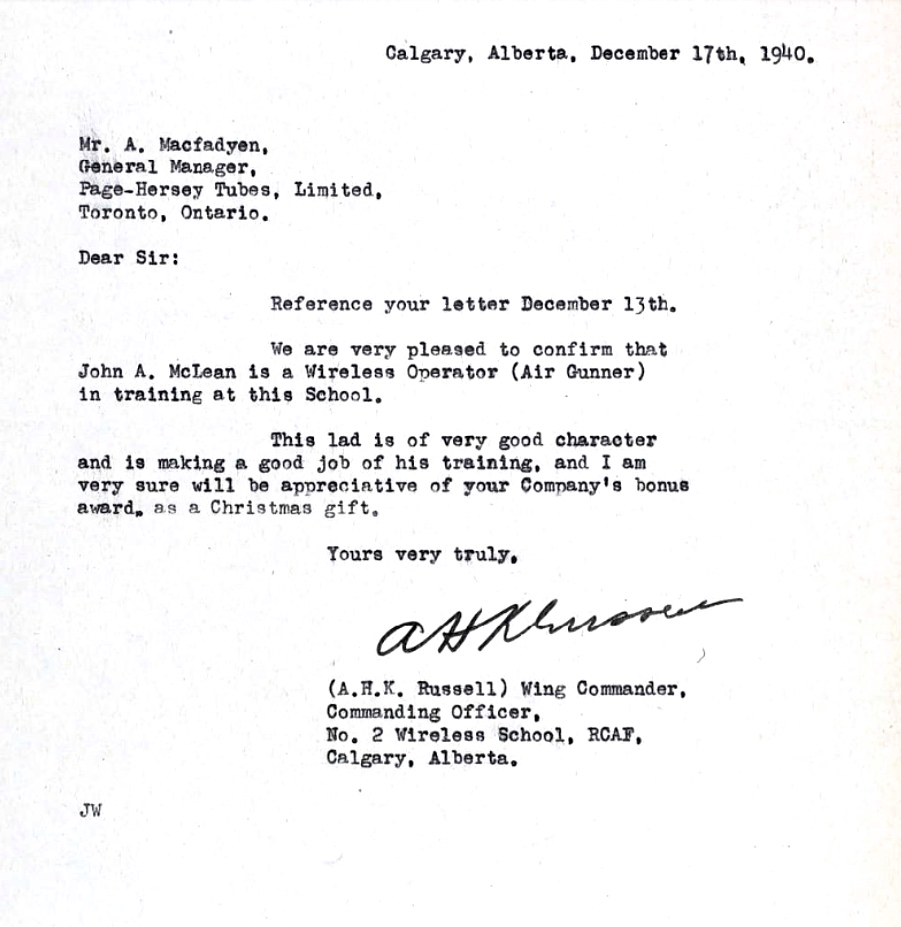 Calgary, Alberta, December 17th, 1940.
Mr. A. Macfadyen,
General Manager,
Page-Hersey Tubes, Limited,
Toronto, Ontario.
Dear Sir:
Reference your letter December 13th.
We are very pleased to confirm that
John A. McLean is a Wireless Operator (Air Gunner)
in training at this School.
This lad is of very good character
and is making a good job of his training, and I am
very sure will be appreciative of your Company's bonus
award, as a Christmas gift.
Yours very truly,
A H K Russell
(A.H.K. Russell) Wing Commander,
Commanding Officer,
No. 2 Wireless School, RCAF,
Calgary, Alberta.
JW